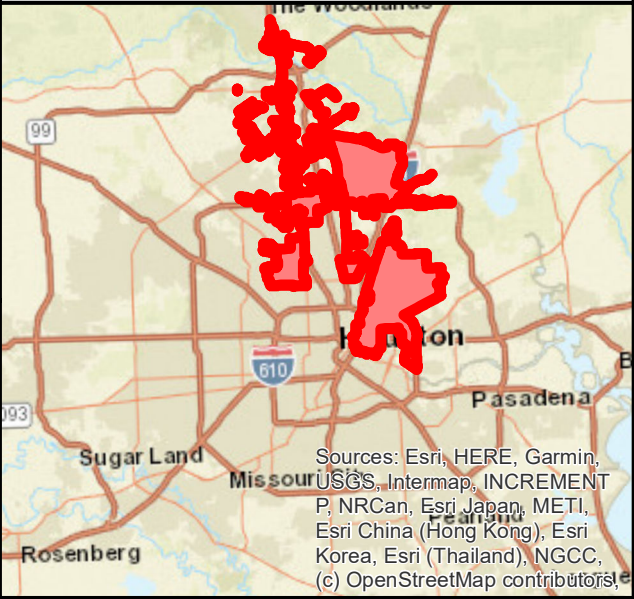 The Woodlands
99
610
Houston
Pasadena
093
Sugar Land
Missouri City
Pearland
Rosenberg
Sources: Esri, HERE, Garmin,
USGS, Intermap, INCREMENT
P, NRCan, Esri Japan, METI,
Esri China (Hong Kong), Esri
Korea, Esri (Thailand), NGCC,
(c) OpenStreetMap contributors,